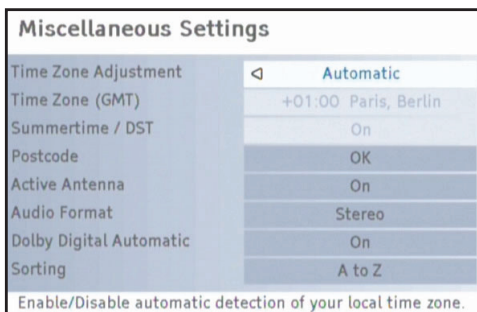 Miscellaneous Settings
Time Zone Adjustment Automatic
Time Zone (GMT) +01:00 Paris, Berlin
Summertime / DST On
Postcode OK
Active Antenna On
Audio Format Stereo
Dolby Digital Automatic On
Sorting A to Z
Enable/Disable automatic detection of your local time zone.